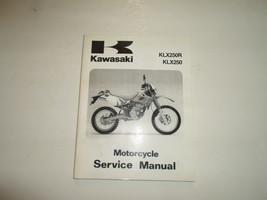 Kawasaki
KLX250R
KLX250
Motorcycle
Service Manual